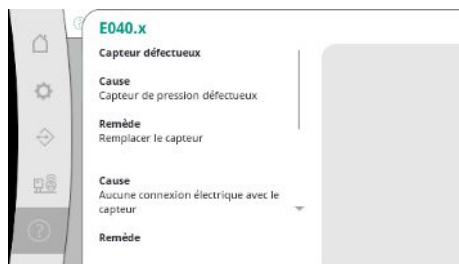 E040.x
Capteur défectueux
Cause
Capteur de pression défectueux
Remède
Remplacer le capteur
Cause
Aucune connexion électrique avec le
capteur
Remède